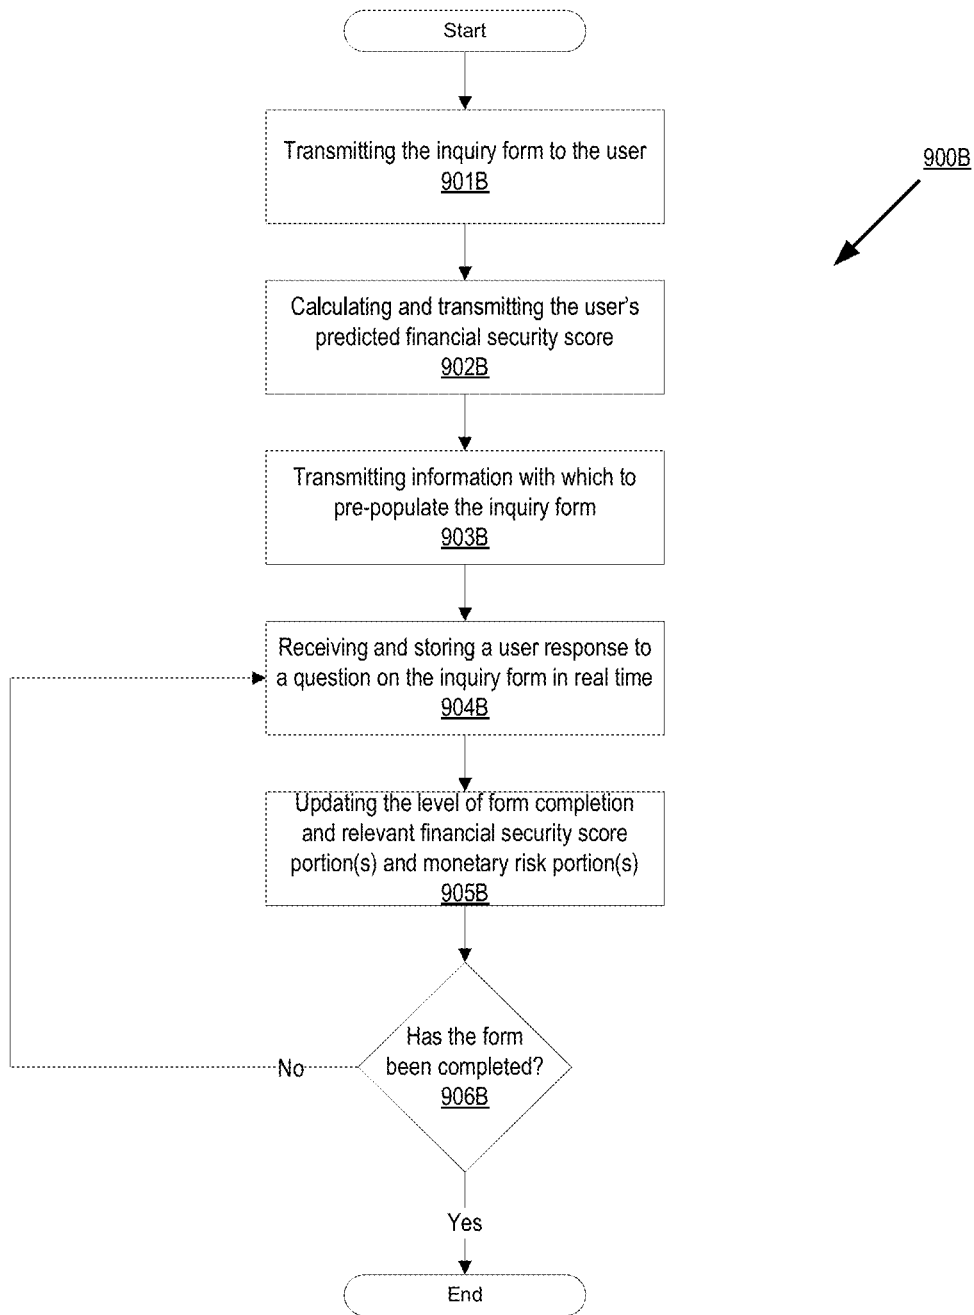 Start
Transmitting the inquiry form to the user
901B
900B
Calculating and transmitting the user's
predicted financial security score
902B
Transmitting information with which to
pre-populate the inquiry form
903B
Receiving and storing a user response to
a question on the inquiry form in real time
904B
Updating the level of form completion
and relevant financial security score
portion(s) and monetary risk portion(s)
905B
Has the form
been completed?
906B
No
Yes
End